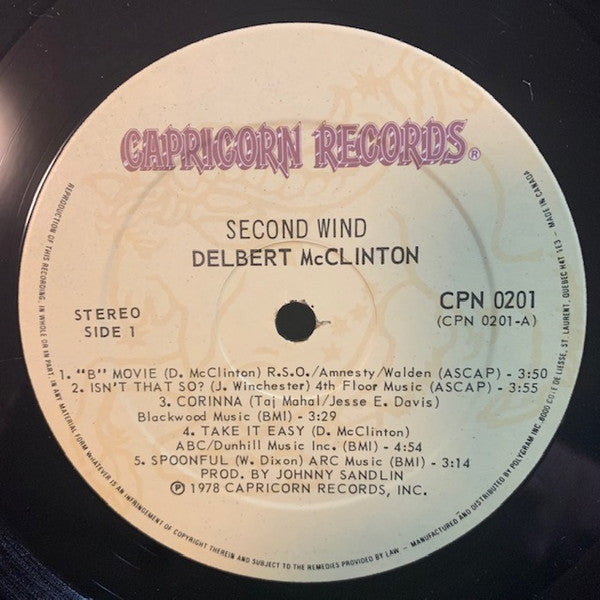 CAPRICORN RECORDS®
SECOND WIND
DELBERT McCLINTON
STEREO
SIDE 1
CPN 0201
(CPN 0201-A)
1. "B" MOVIE (D. McClinton) R.S.O./Amnesty/Walden (ASCAP) - 3:50
2. ISN'T THAT SO? (J. Winchester) 4th Floor Music (ASCAP) - 3:55
3. CORINNA (Taj Mahal/Jesse E. Davis)
Blackwood Music (BMI) - 3:29
4. TAKE IT EASY (D. McClinton)
ABC/Dunhill Music Inc. (BMI) - 4:54
5. SPOONFUL (W. Dixon) ARC Music (BMI) - 3:14
PROD. BY JOHNNY SANDLIN
℗ 1978 CAPRICORN RECORDS, INC.
REPRODUCTION OF THIS RECORDING, IN WHOLE OR IN PART, IN ANY MATERIAL FORM WHATEVER IS AN INFRINGEMENT OF COPYRIGHT THEREIN AND SUBJECT TO THE REMEDIES PROVIDED BY LAW – MANUFACTURED AND DISTRIBUTED BY POLYGRAM INC. 6000 COTE DE LIESSE, ST. LAURENT, QUEBEC H4T 1E3 – MADE IN CANADA